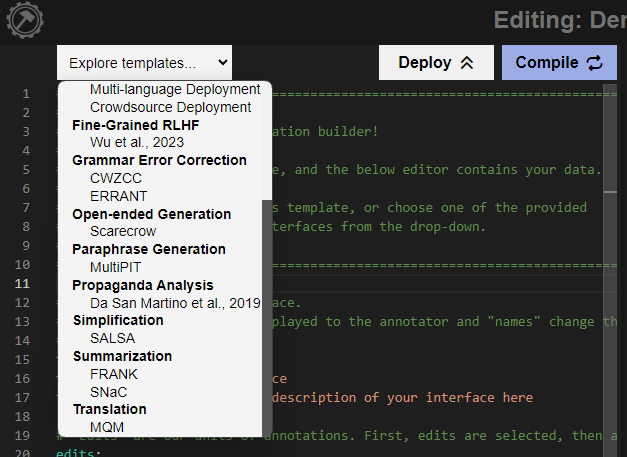 Editing: Der
Explore templates...
Deploy
Compile
Multi-language Deployment
Crowdsource Deployment
Fine-Grained RLHF
Wu et al., 2023
Grammar Error Correction
CWZCC
ERRANT
Open-ended Generation
Scarecrow
Paraphrase Generation
MultiPIT
Propaganda Analysis
Da San Martino et al., 2019
Simplification
SALSA
Summarization
FRANK
SNaC
Translation
MQM
1
2
3 ation builder!
4
5 e, and the below editor contains your data.
6
7 s template, or choose one of the provided
8 terfaces from the drop-down.
9
10
11
12 ace.
13 played to the annotator and "names" change th
14
15
16 ce
17 description of your interface here
18
19 # "Edits" are our units of annotations. First, edits are selected, then a
20 edits: